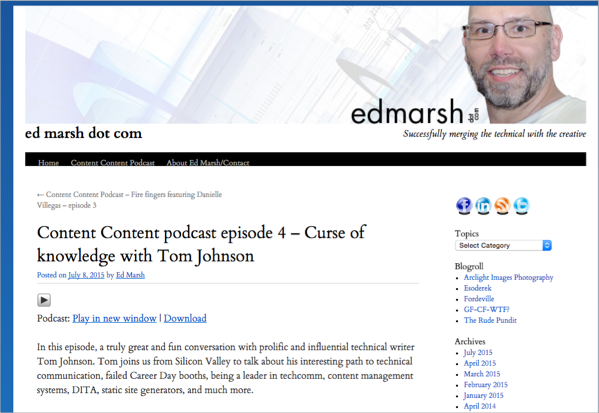 edmarsh dot com
ed marsh dot com
Successfully merging the technical with the creative
Home Content Content Podcast About Ed Marsh/Contact
← Content Content Podcast – Fire fingers featuring Danielle
Villegas – episode 3
Content Content podcast episode 4 – Curse of
knowledge with Tom Johnson
Posted on July 8, 2015 by Ed Marsh
Podcast: Play in new window | Download
In this episode, a truly great and fun conversation with prolific and influential technical writer
Tom Johnson. Tom joins us from Silicon Valley to talk about his interesting path to technical
communication, failed Career Day booths, being a leader in techcomm, content management
systems, DITA, static site generators, and much more.
Topics
Select Category
Blogroll
Arclight Images Photography
Esoderek
Fordeville
GF-CF-WTF?
The Rude Pundit
Archives
July 2015
April 2015
March 2015
February 2015
January 2015
April 2014